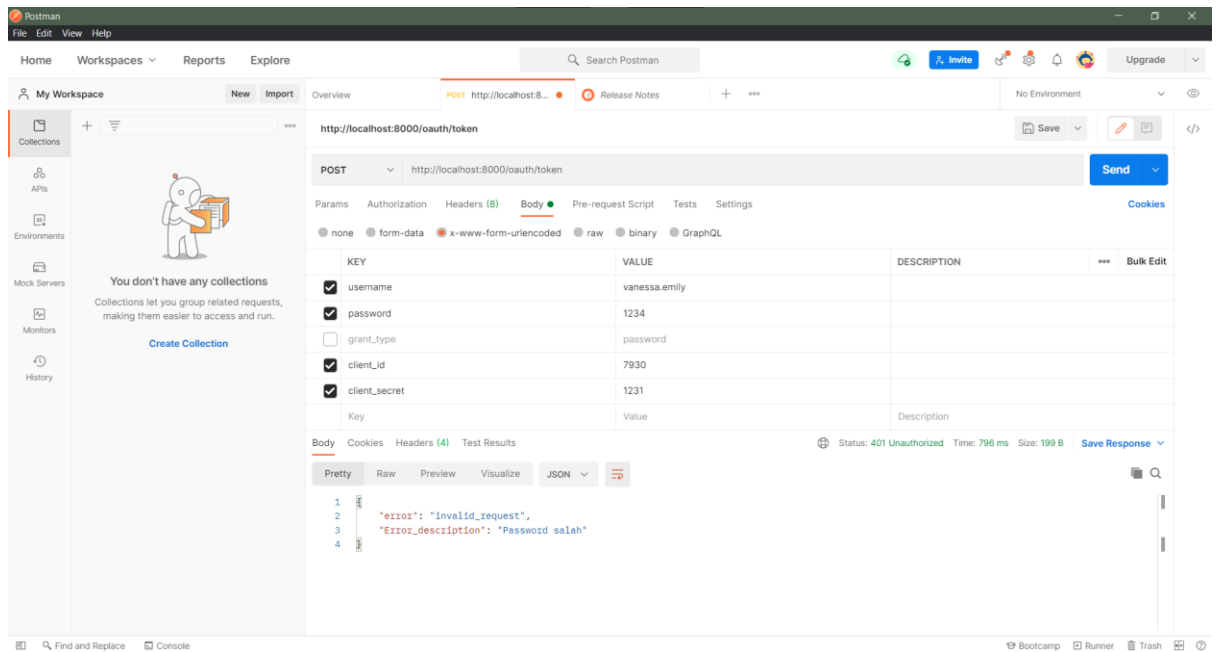 Postman
File Edit View Help
Home Workspaces Reports Explore Search Postman Invite Upgrade
My Workspace New Import Overview POST http://localhost:8... Release Notes No Environment
Collections
APIs
Environments
Mock Servers
Monitors
History
You don't have any collections
Collections let you group related requests,
making them easier to access and run.
Create Collection
http://localhost:8000/oauth/token Save
POST http://localhost:8000/oauth/token Send
Params Authorization Headers (8) Body Pre-request Script Tests Settings Cookies
none form-data x-www-form-urlencoded raw binary GraphQL
KEY VALUE DESCRIPTION Bulk Edit
username vanessa.emily
password 1234
grant_type password
client_id 7930
client_secret 1231
Key Value Description
Body Cookies Headers (4) Test Results Status: 401 Unauthorized Time: 796 ms Size: 199 B Save Response
Pretty Raw Preview Visualize JSON
1 {
2 "error": "invalid_request",
3 "Error_description": "Password salah"
4 }
Find and Replace Console Bootcamp Runner Trash